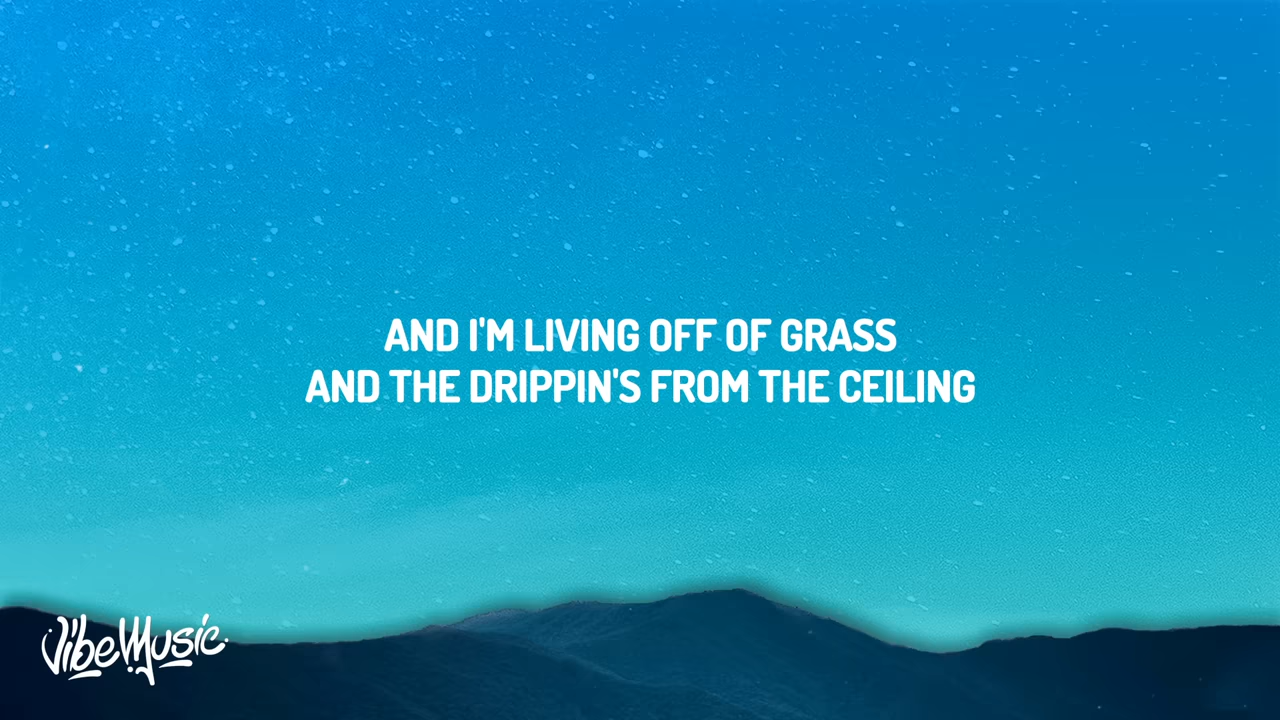 AND I'M LIVING OFF OF GRASS
AND THE DRIPPIN'S FROM THE CEILING
VibeMusic